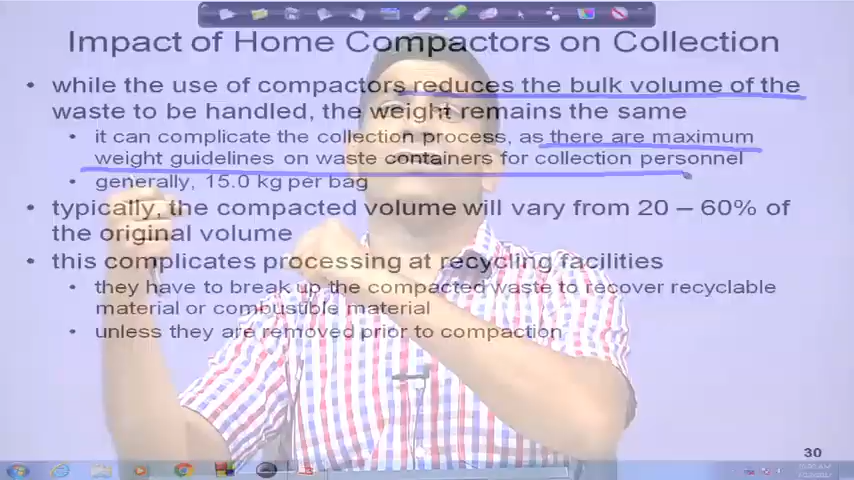 Impact of Home Compactors on Collection
• while the use of compactors reduces the bulk volume of the
waste to be handled, the weight remains the same
• it can complicate the collection process, as there are maximum
weight guidelines on waste containers for collection personnel
• generally, 15.0 kg per bag
• typically, the compacted volume will vary from 20 – 60% of
the original volume
• this complicates processing at recycling facilities
• they have to break up the compacted waste to recover recyclable
material or combustible material
• unless they are removed prior to compaction
30